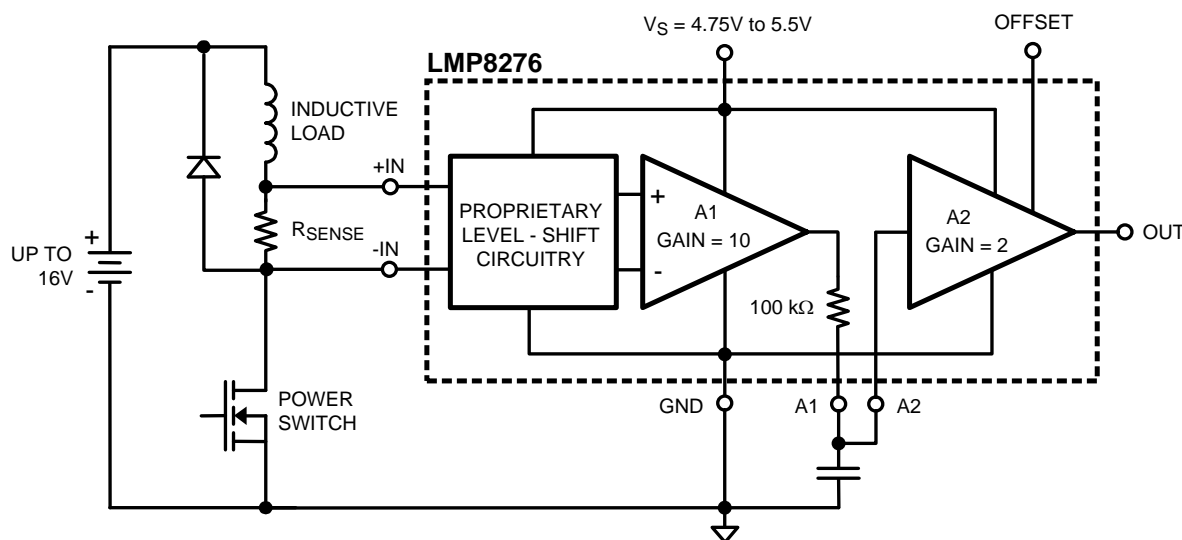 V_S = 4.75V to 5.5V
OFFSET
LMP8276
INDUCTIVE
LOAD
+IN
PROPRIETARY
LEVEL - SHIFT
CIRCUITRY
+
-
A1
GAIN = 10
A2
GAIN = 2
OUT
R_SENSE
-IN
+
UP TO
16V
-
100 kΩ
POWER
SWITCH
GND
A1
A2